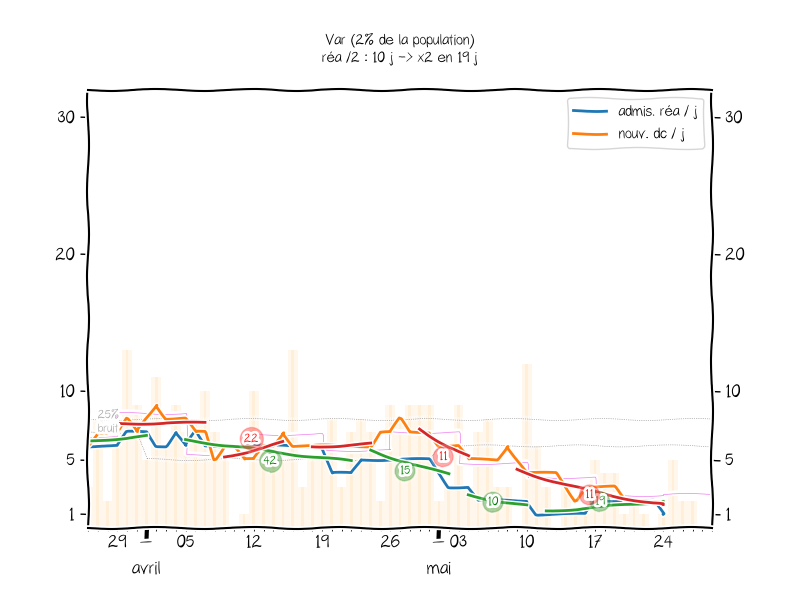 Var (2% de la population)
réa /2 : 10 j -> x2 en 19 j
admis. réa / j
nouv. dc / j
30 30
20 20
10 10
5 5
1 1
25%
bruit
22
42
15
11
10
11
19
29 05 12 19 26 03 10 17 24
avril mai